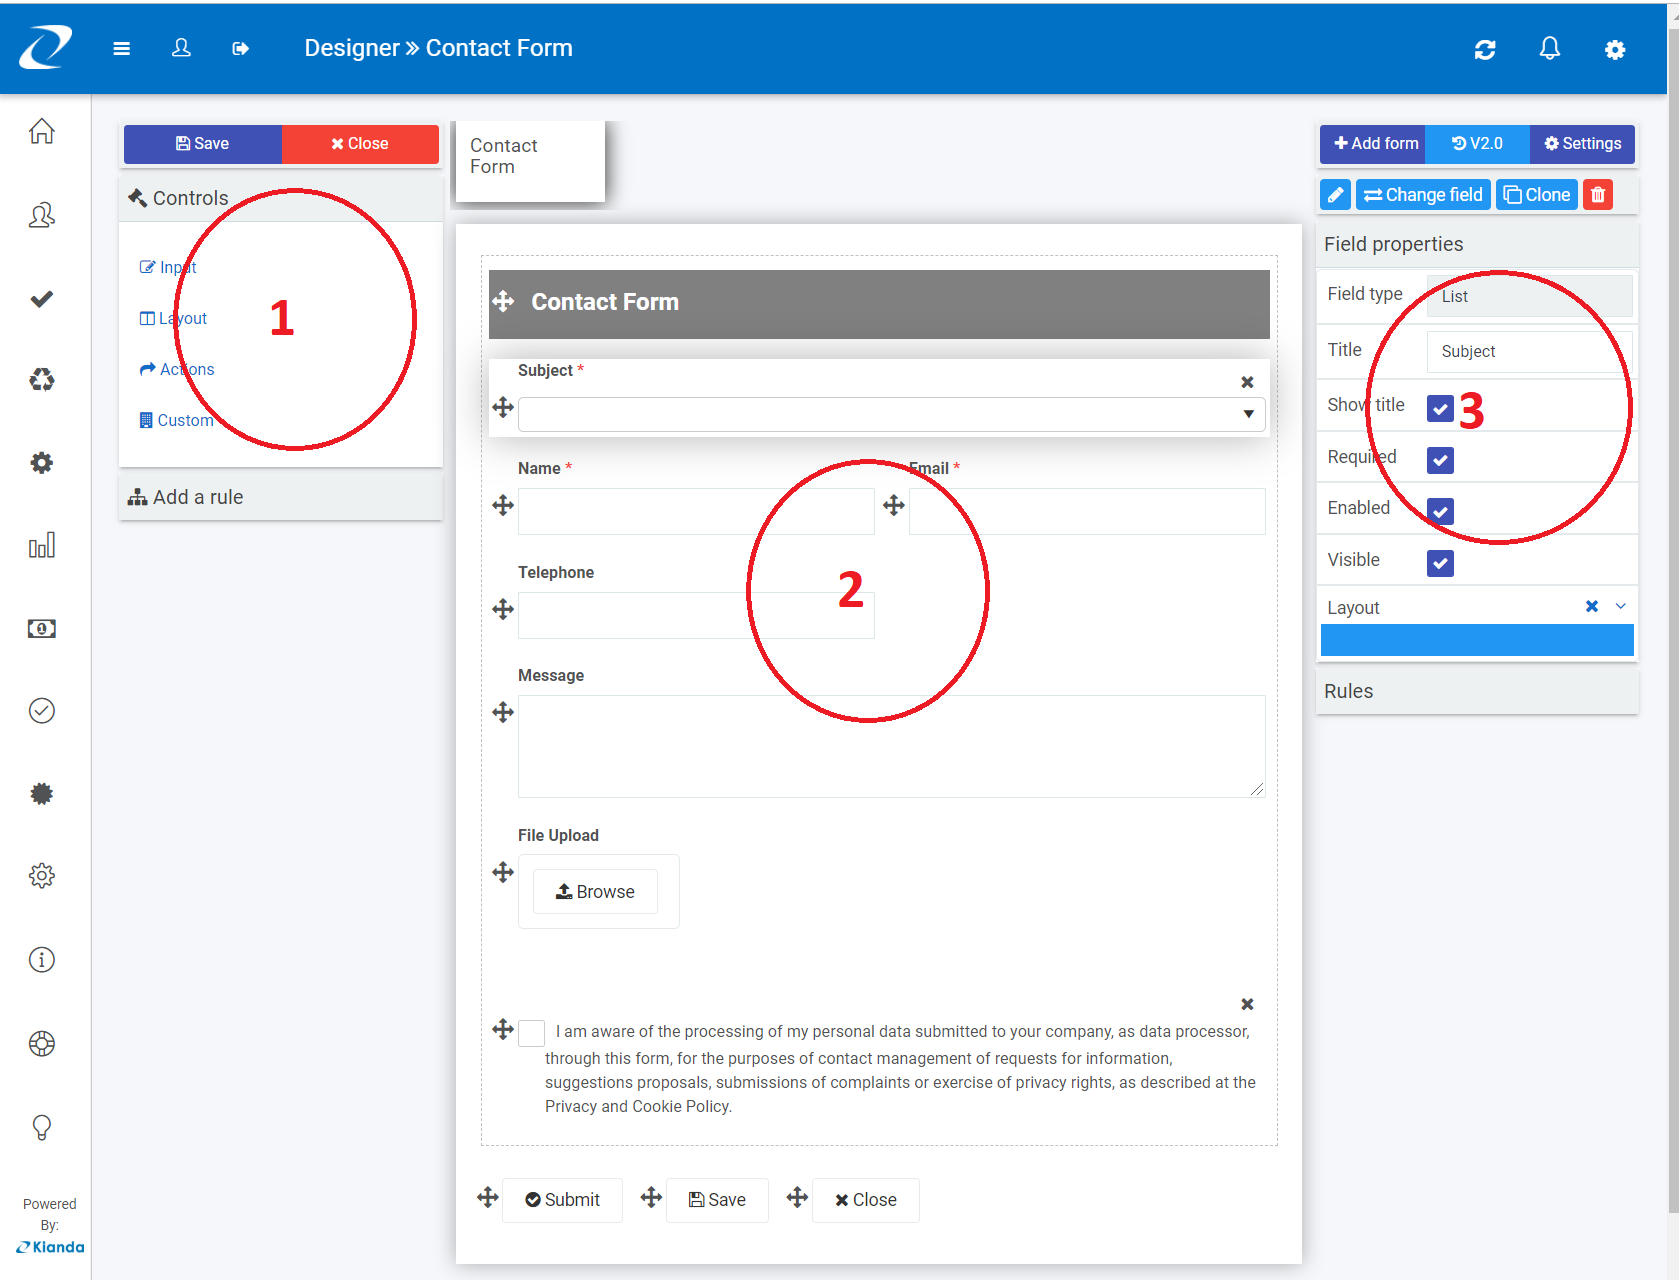 Designer » Contact Form
Save
Close
Controls
Input
Layout
Actions
Custom
1
Add a rule
Contact
Form
Contact Form
Subject *
Name *
Email *
Telephone
2
Message
File Upload
Browse
I am aware of the processing of my personal data submitted to your company, as data processor,
through this form, for the purposes of contact management of requests for information,
suggestions proposals, submissions of complaints or exercise of privacy rights, as described at the
Privacy and Cookie Policy.
Submit
Save
Close
Add form
V2.0
Settings
Change field
Clone
Field properties
Field type
List
Title
Subject
Show title
3
Required
Enabled
Visible
Layout
Rules
Powered
By:
Kianda